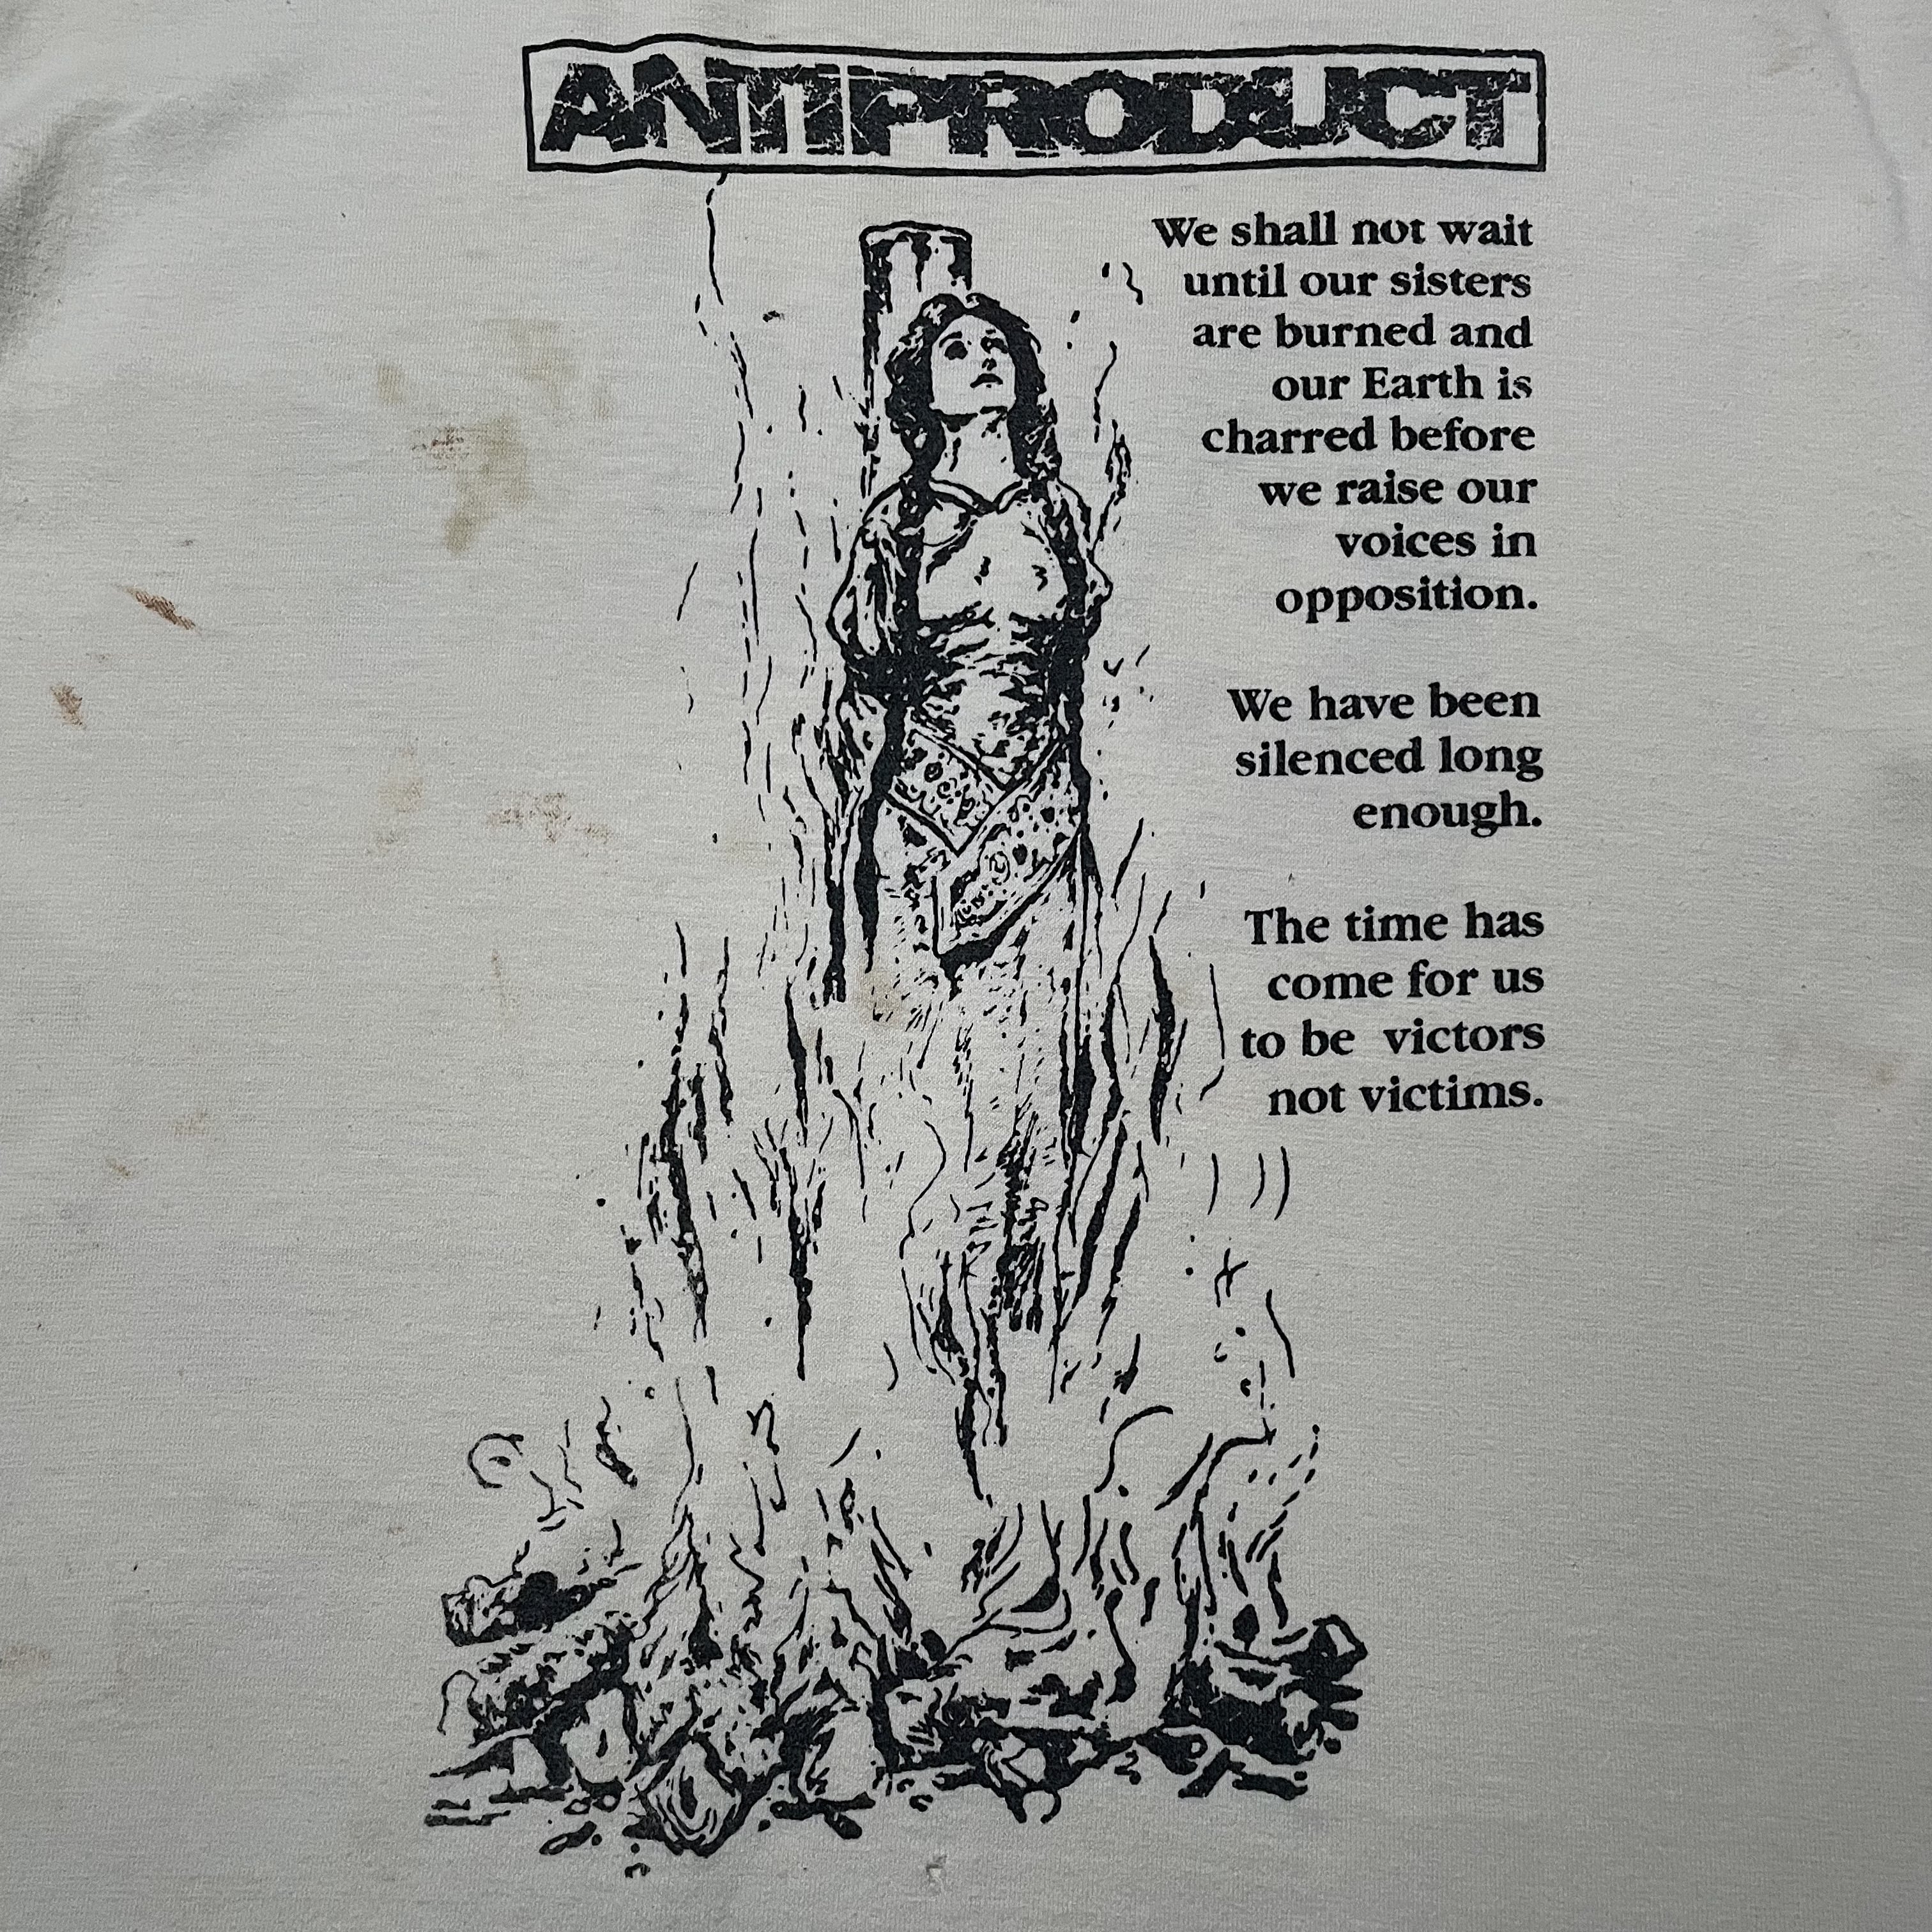 ANTIPRODUCT
We shall not wait
until our sisters
are burned and
our Earth is
charred before
we raise our
voices in
opposition.
We have been
silenced long
enough.
The time has
come for us
to be victors
not victims.